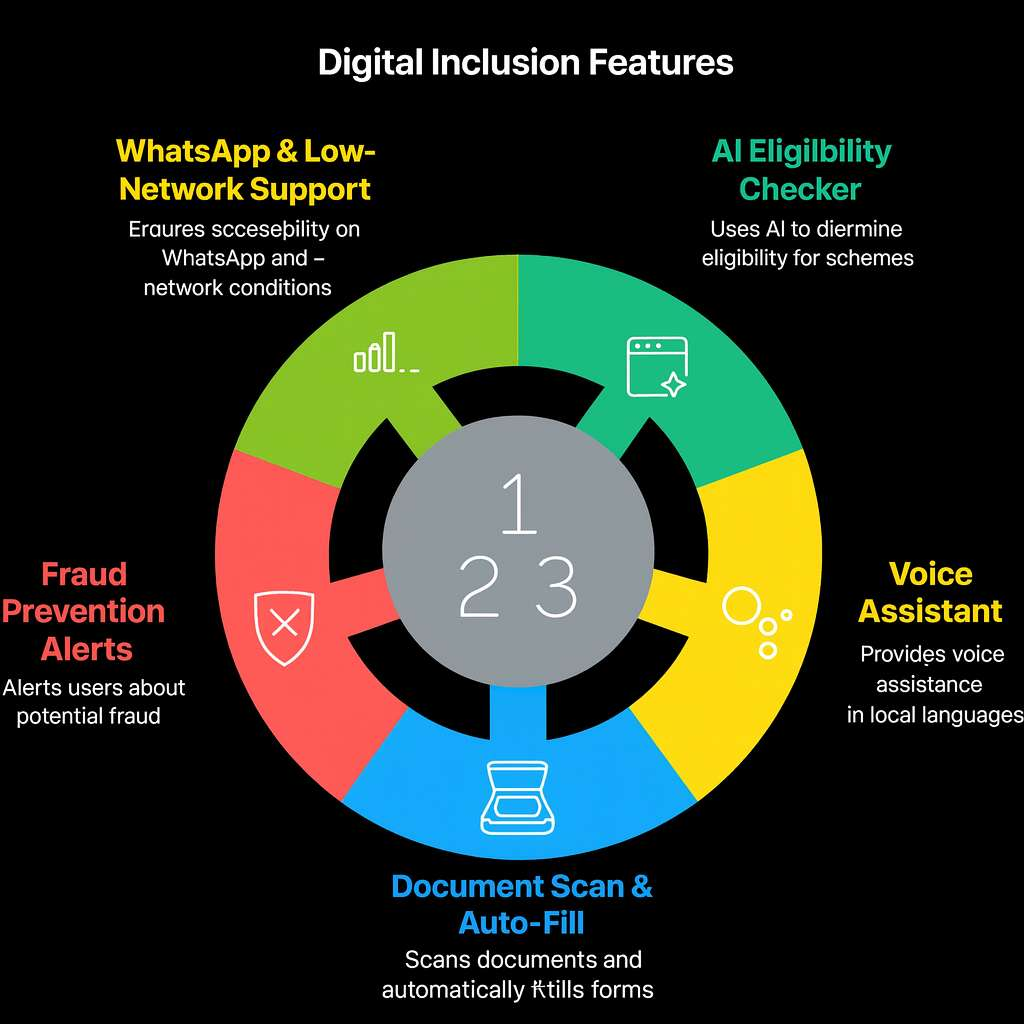 Digital Inclusion Features
WhatsApp & Low-
Network Support
Eraures sccesebility on
WhatsApp and –
network conditions
AI Eligilbility
Checker
Uses AI to diermine
eligibility for schemes
1
2 3
Fraud
Prevention
Alerts
Alerts users about
potential fraud
Voice
Assistant
Provides voice
assistance
in local languages
Document Scan &
Auto-Fill
Scans documents and
automatically forms